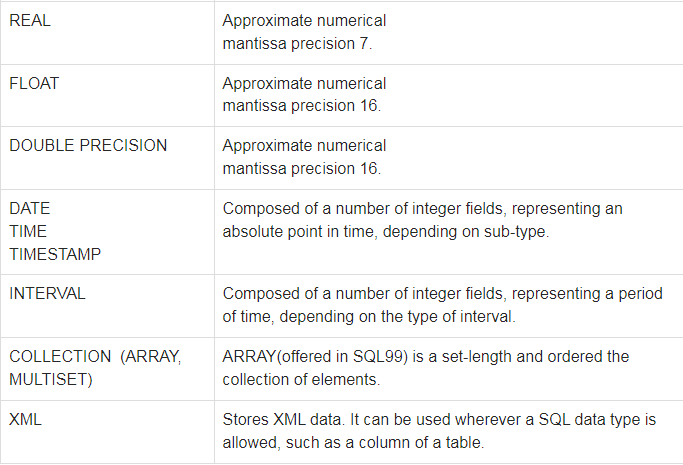 REAL
Approximate numerical
mantissa precision 7.
FLOAT
Approximate numerical
mantissa precision 16.
DOUBLE PRECISION
Approximate numerical
mantissa precision 16.
DATE
TIME
TIMESTAMP
Composed of a number of integer fields, representing an
absolute point in time, depending on sub-type.
INTERVAL
Composed of a number of integer fields, representing a period
of time, depending on the type of interval.
COLLECTION (ARRAY,
MULTISET)
ARRAY(offered in SQL99) is a set-length and ordered the
collection of elements.
XML
Stores XML data. It can be used wherever a SQL data type is
allowed, such as a column of a table.